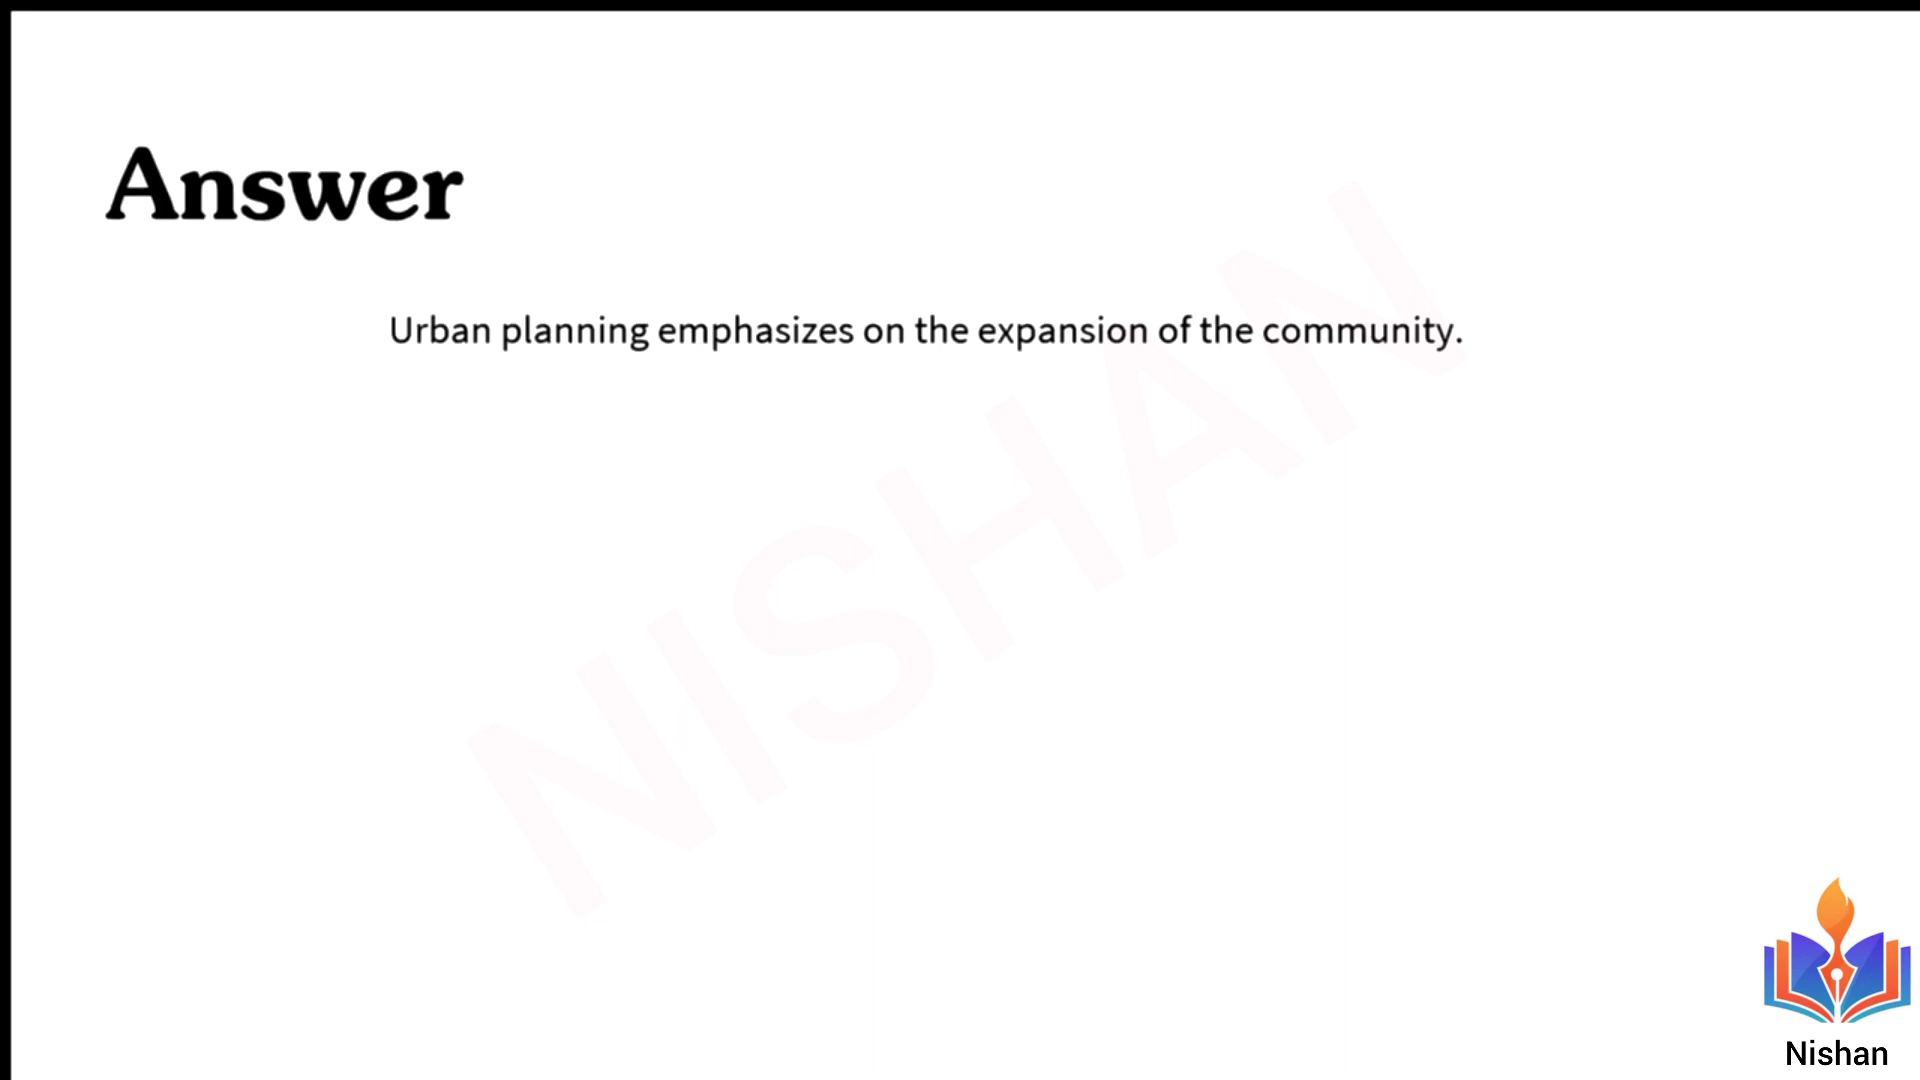 Answer
Urban planning emphasizes on the expansion of the community.
NISHAN
Nishan